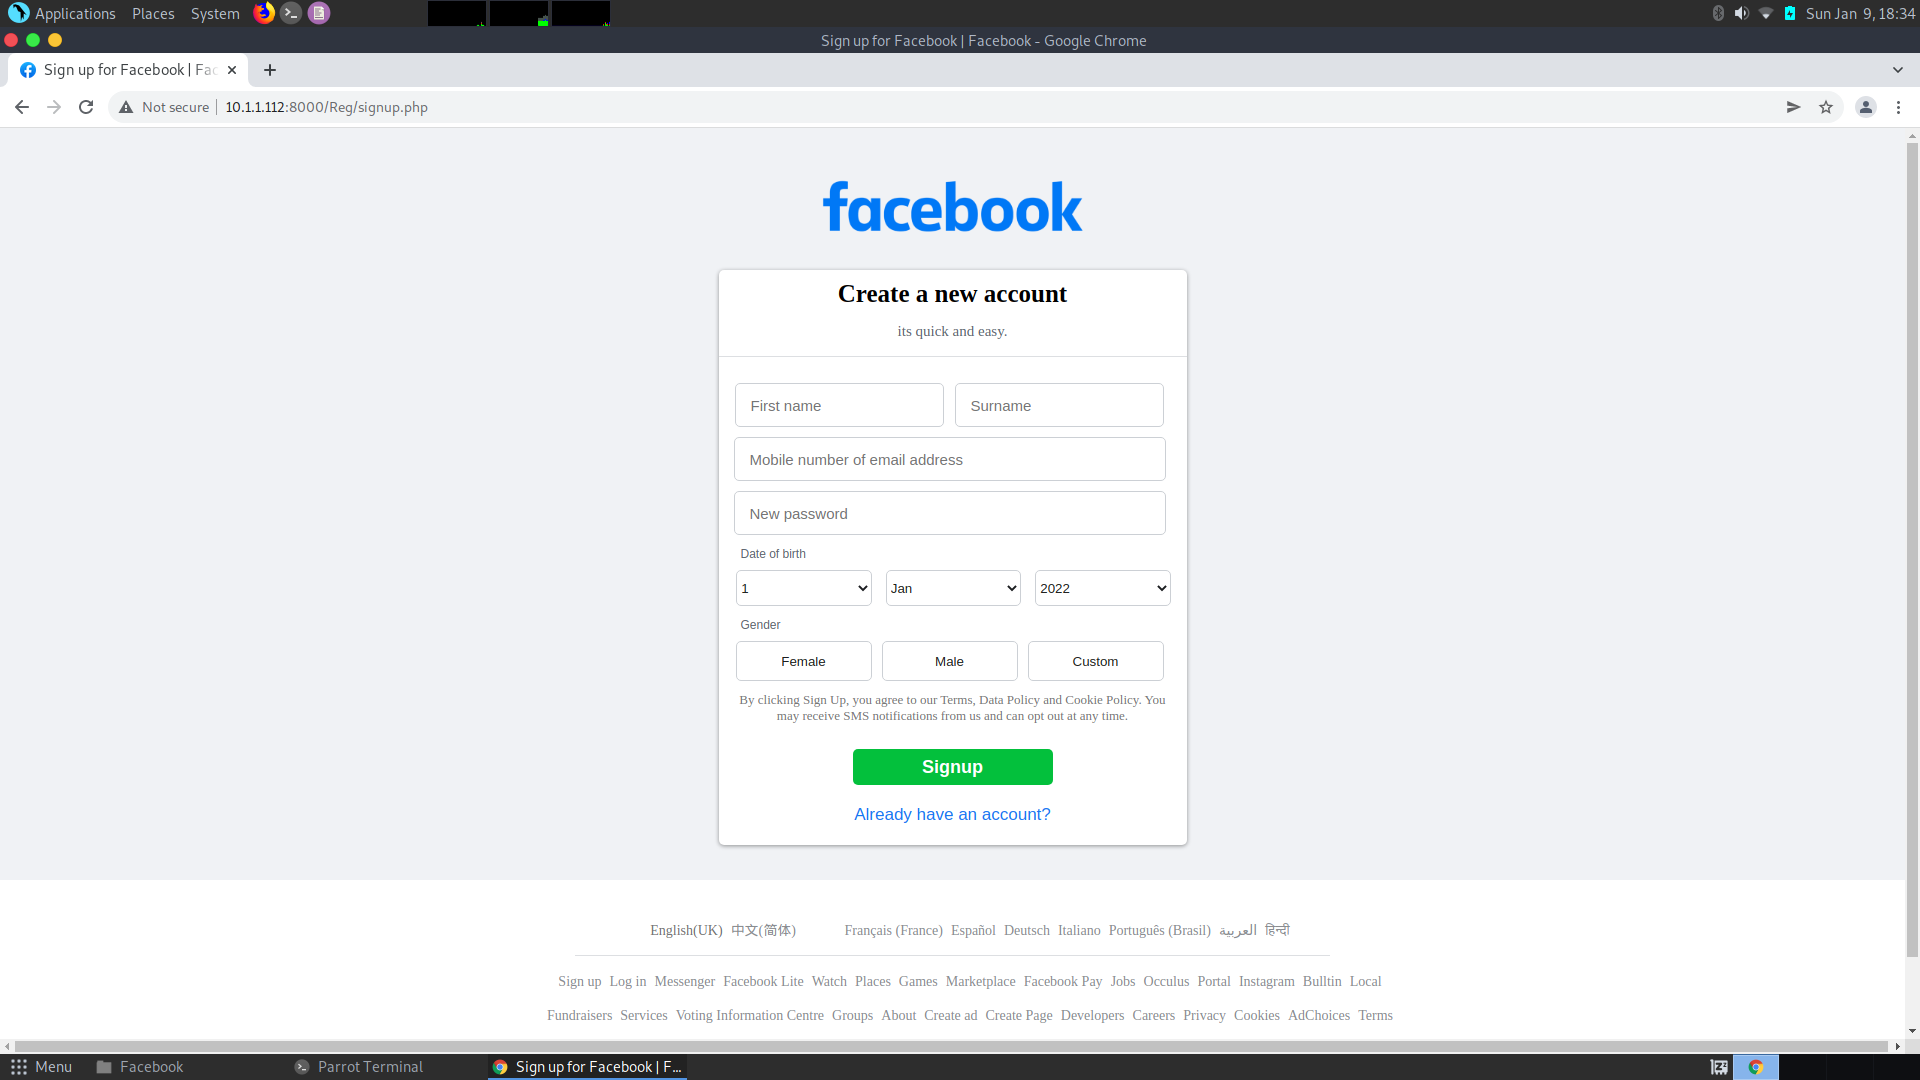 Applications Places System Sun Jan 9, 18:34
Sign up for Facebook | Facebook - Google Chrome
Sign up for Facebook | Fac
Not secure 10.1.1.112:8000/Reg/signup.php
facebook
Create a new account
its quick and easy.
First name Surname
Mobile number of email address
New password
Date of birth
1 Jan 2022
Gender
Female Male Custom
By clicking Sign Up, you agree to our Terms, Data Policy and Cookie Policy. You
may receive SMS notifications from us and can opt out at any time.
Signup
Already have an account?
English(UK) 中文(简体) Français (France) Español Deutsch Italiano Português (Brasil) العربية हिन्दी
Sign up Log in Messenger Facebook Lite Watch Places Games Marketplace Facebook Pay Jobs Occulus Portal Instagram Bulltin Local
Fundraisers Services Voting Information Centre Groups About Create ad Create Page Developers Careers Privacy Cookies AdChoices Terms
Menu Facebook Parrot Terminal Sign up for Facebook | F...